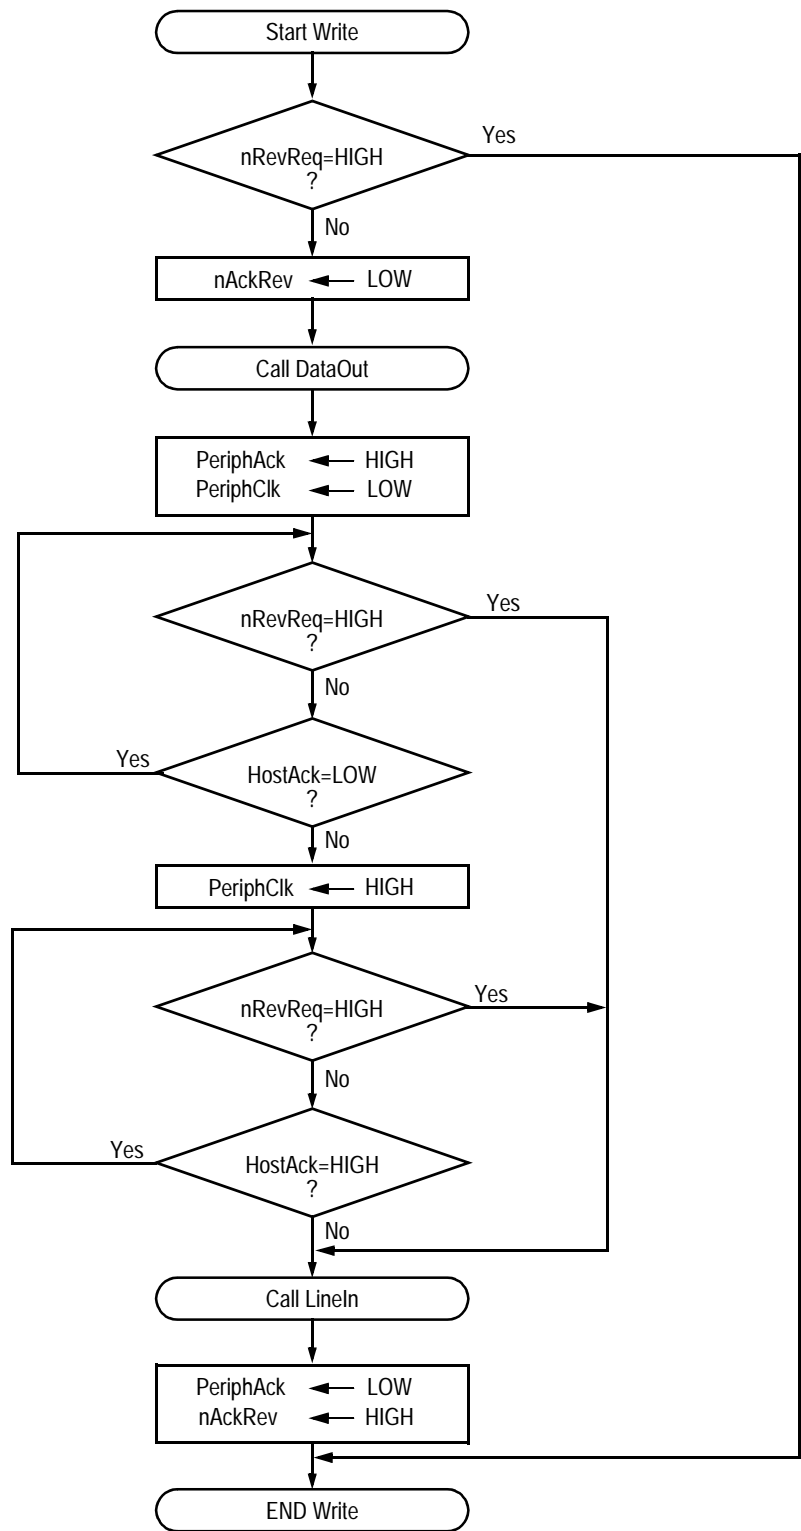 Start Write
Yes
nRevReq=HIGH
?
No
nAckRev ← LOW
Call DataOut
PeriphAck ← HIGH
PeriphClk ← LOW
Yes
nRevReq=HIGH
?
No
Yes
HostAck=LOW
?
No
PeriphClk ← HIGH
Yes
nRevReq=HIGH
?
No
Yes
HostAck=HIGH
?
No
Call LineIn
PeriphAck ← LOW
nAckRev ← HIGH
END Write